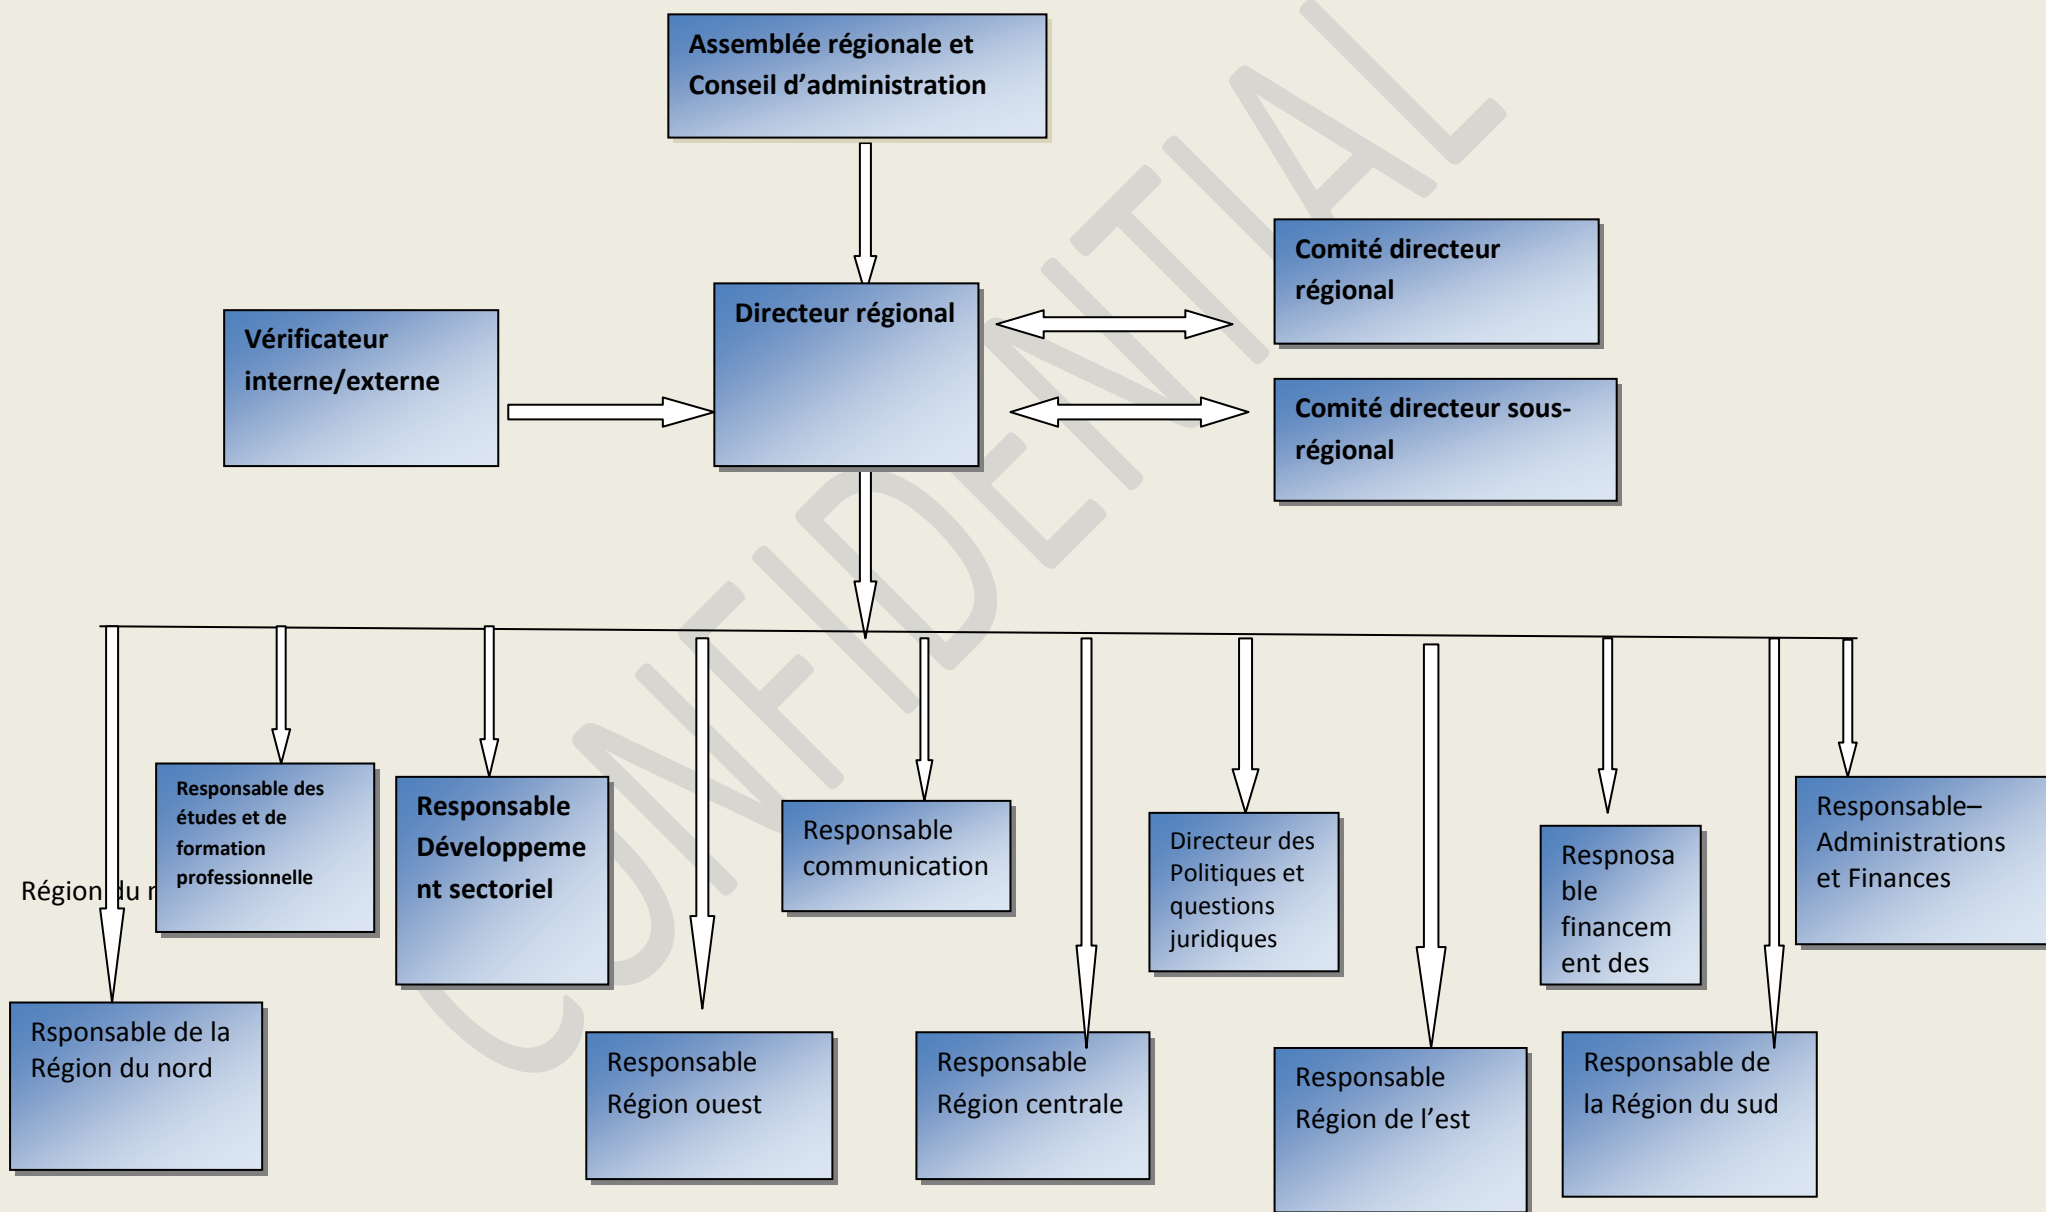 Assemblée régionale et
Conseil d’administration
Comité directeur
régional
Vérificateur
interne/externe
Directeur régional
Comité directeur sous-
régional
CONFIDENTIAL
Responsable des
études et de
formation
professionnelle
Responsable
Développeme
nt sectoriel
Responsable
communication
Directeur des
Politiques et
questions
juridiques
Respnosa
ble
financem
ent des
Responsable–
Administrations
et Finances
Région du
Rsponsable de la
Région du nord
Responsable
Région ouest
Responsable
Région centrale
Responsable
Région de l’est
Responsable de
la Région du sud